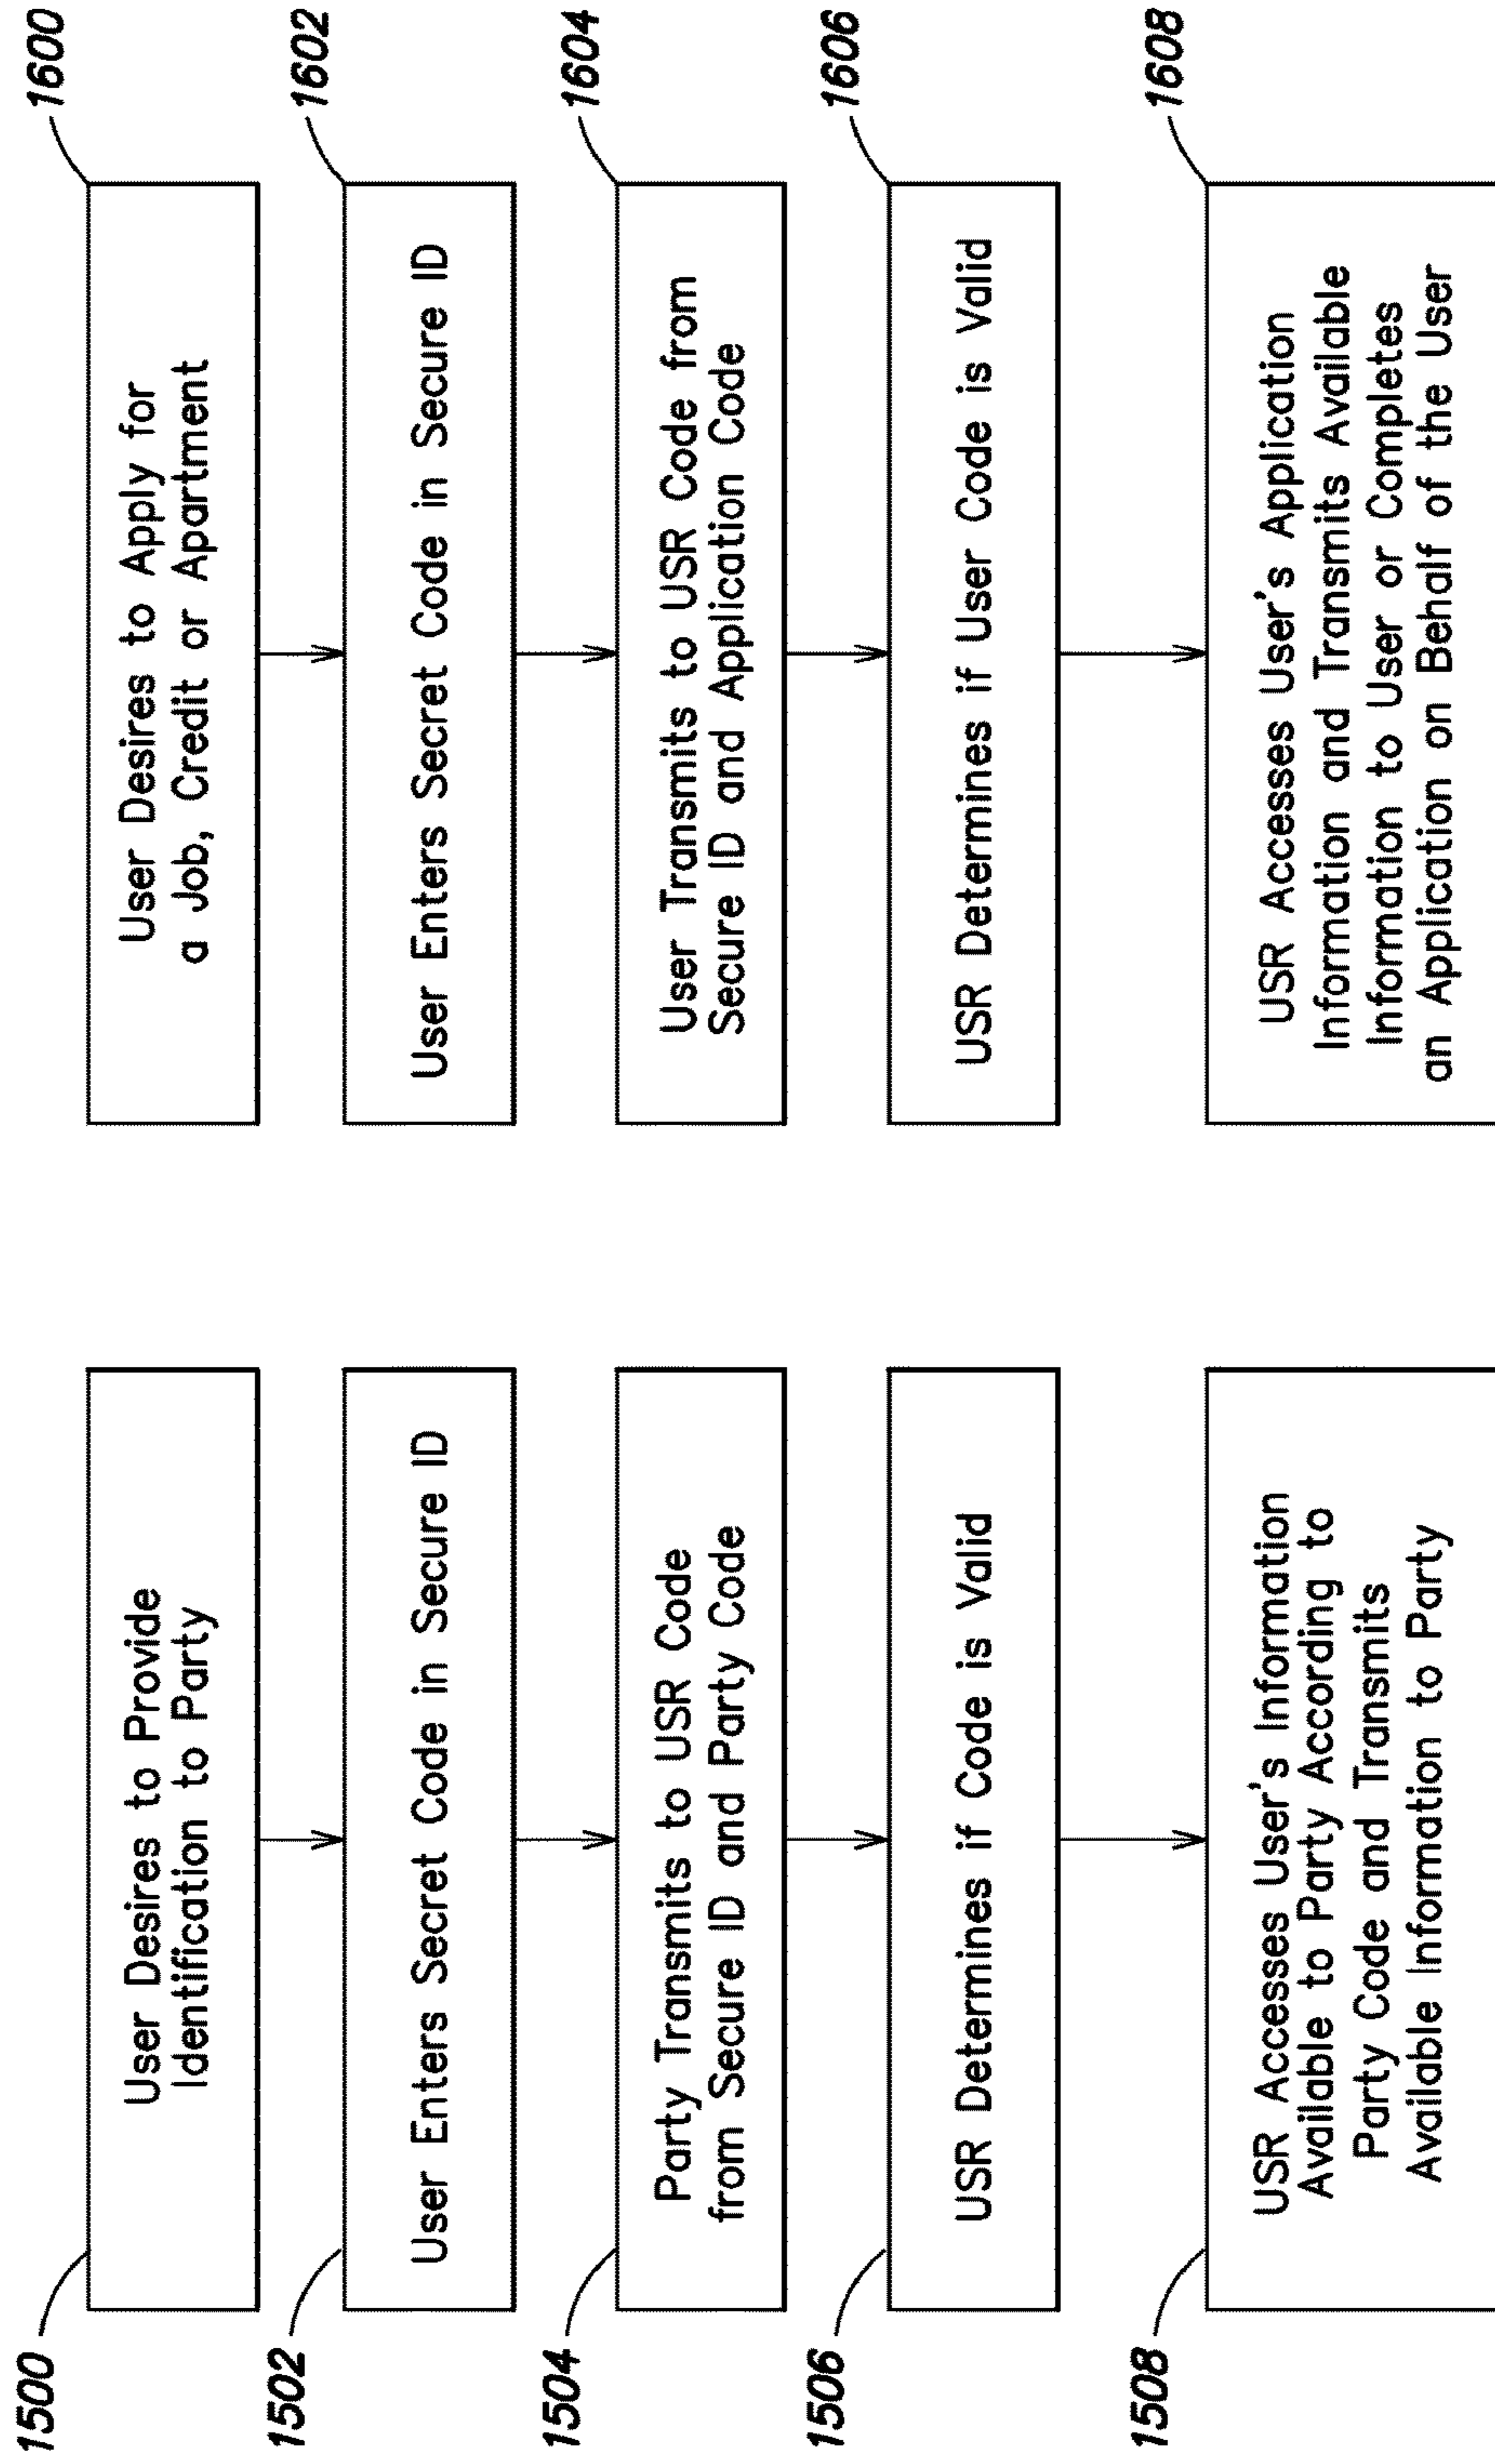 1500
User Desires to Provide
Identification to Party
1502
User Enters Secret Code in Secure ID
1504
Party Transmits to USR Code
from Secure ID and Party Code
1506
USR Determines if Code is Valid
1508
USR Accesses User's Information
Available to Party According to
Party Code and Transmits
Available Information to Party
1600
User Desires to Apply for
a Job, Credit or Apartment
1602
User Enters Secret Code in Secure ID
1604
User Transmits to USR Code from
Secure ID and Application Code
1606
USR Determines if User Code is Valid
1608
USR Accesses User's Application
Information and Transmits Available
Information to User or Completes
an Application on Behalf of the User